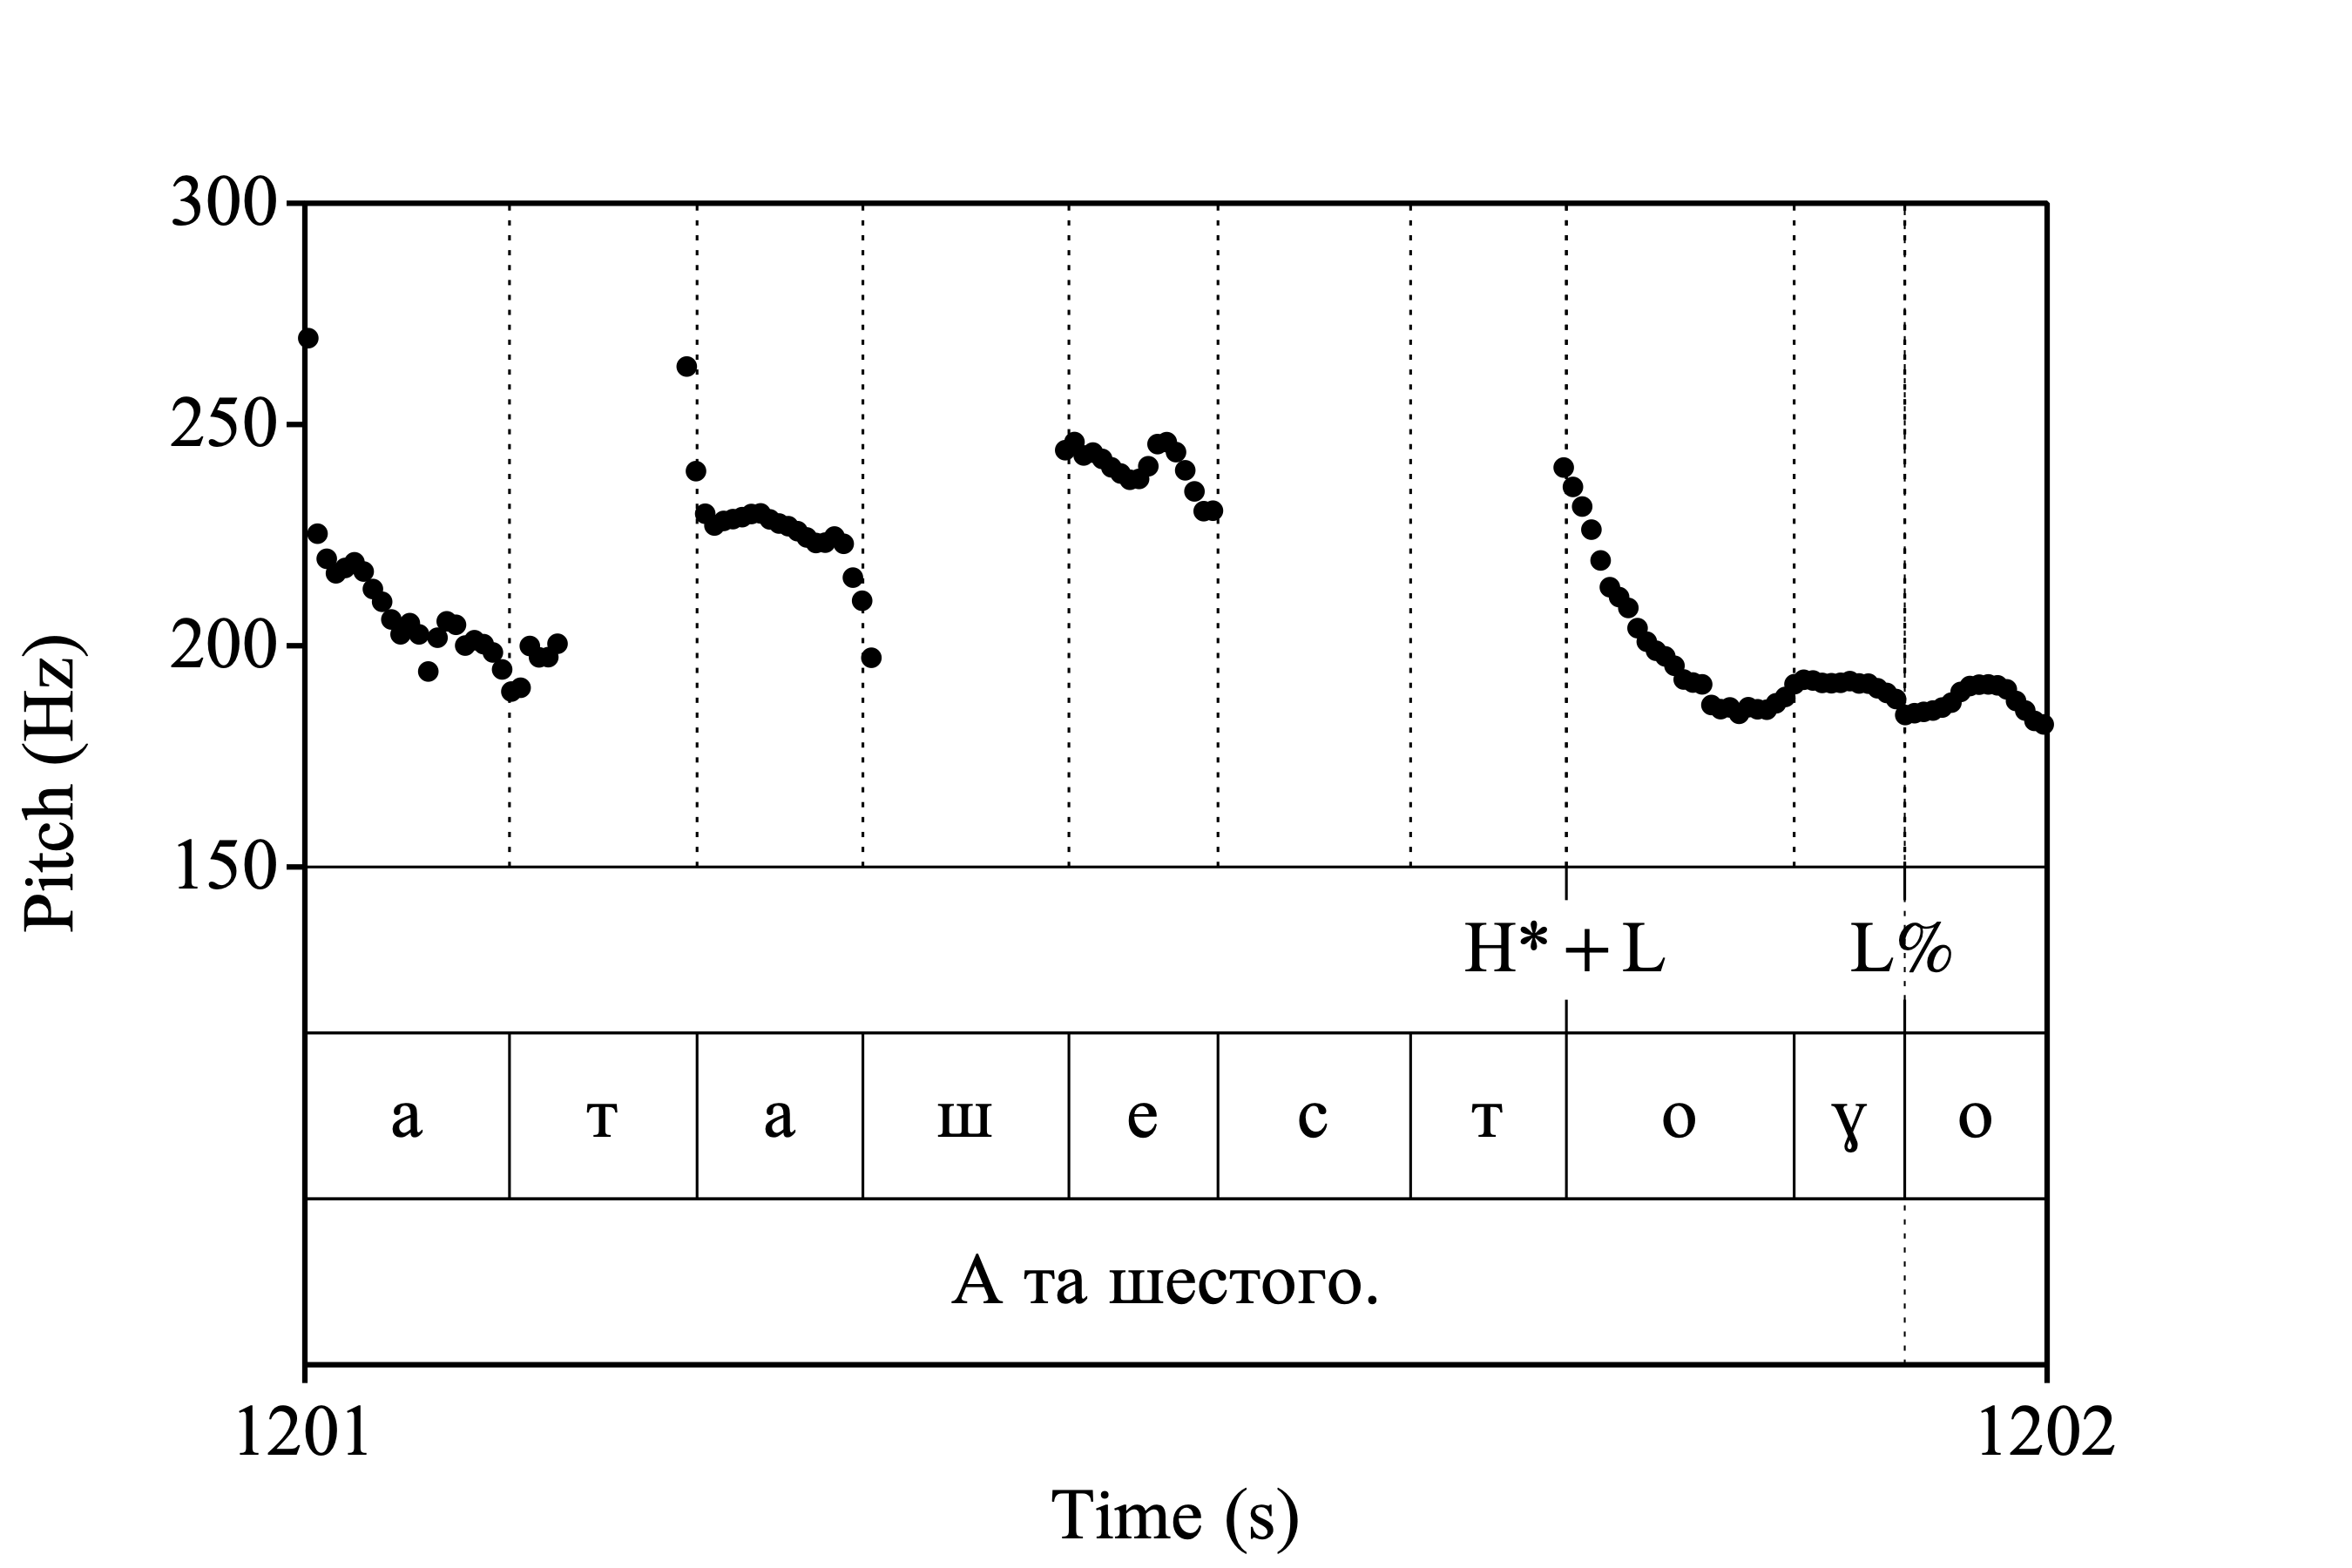 300
250
200
150
Pitch (Hz)
H* + L L%
а т а ш е с т о ɣ о
А та шестого.
1201 1202
Time (s)